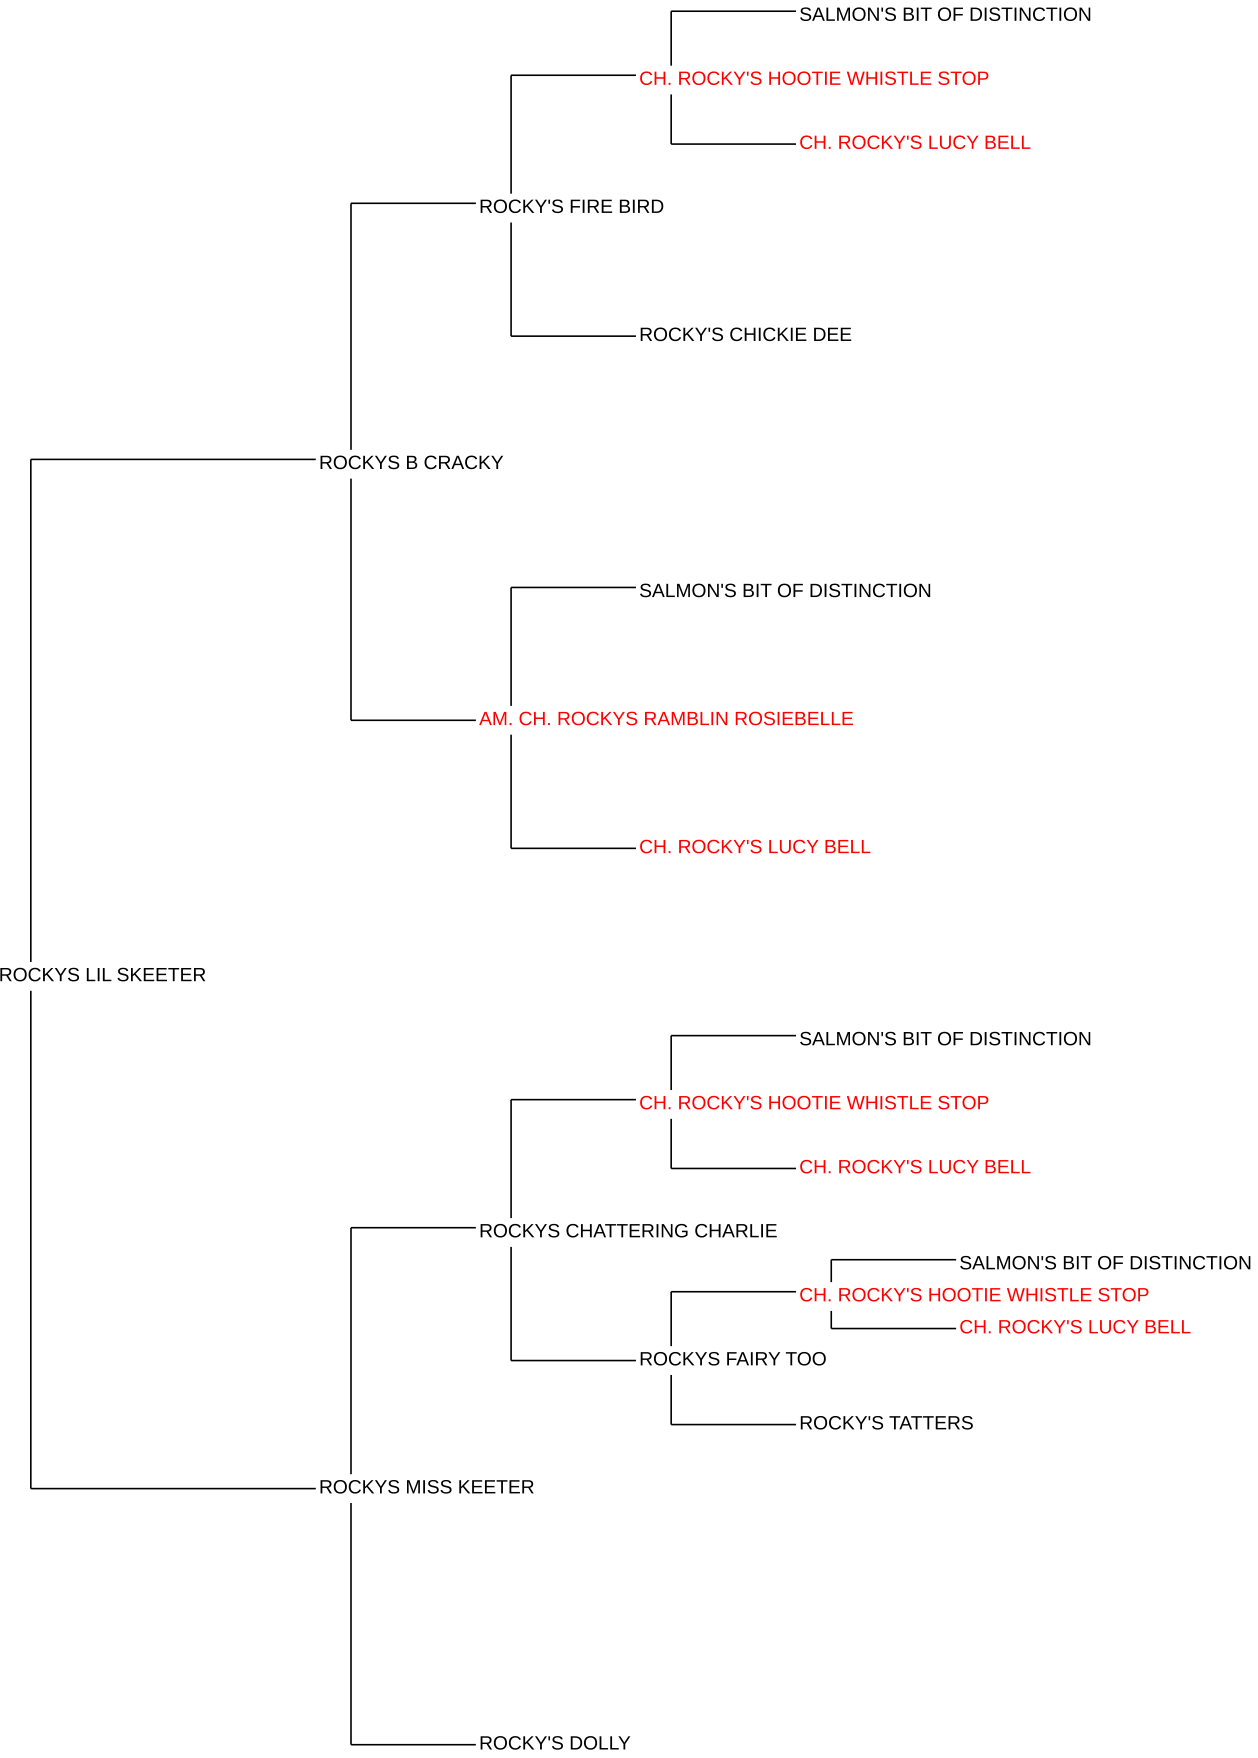 SALMON'S BIT OF DISTINCTION
CH. ROCKY'S HOOTIE WHISTLE STOP
CH. ROCKY'S LUCY BELL
ROCKY'S FIRE BIRD
ROCKY'S CHICKIE DEE
ROCKYS B CRACKY
SALMON'S BIT OF DISTINCTION
AM. CH. ROCKYS RAMBLIN ROSIEBELLE
CH. ROCKY'S LUCY BELL
ROCKYS LIL SKEETER
SALMON'S BIT OF DISTINCTION
CH. ROCKY'S HOOTIE WHISTLE STOP
CH. ROCKY'S LUCY BELL
ROCKYS CHATTERING CHARLIE
SALMON'S BIT OF DISTINCTION
CH. ROCKY'S HOOTIE WHISTLE STOP
CH. ROCKY'S LUCY BELL
ROCKYS FAIRY TOO
ROCKY'S TATTERS
ROCKYS MISS KEETER
ROCKY'S DOLLY